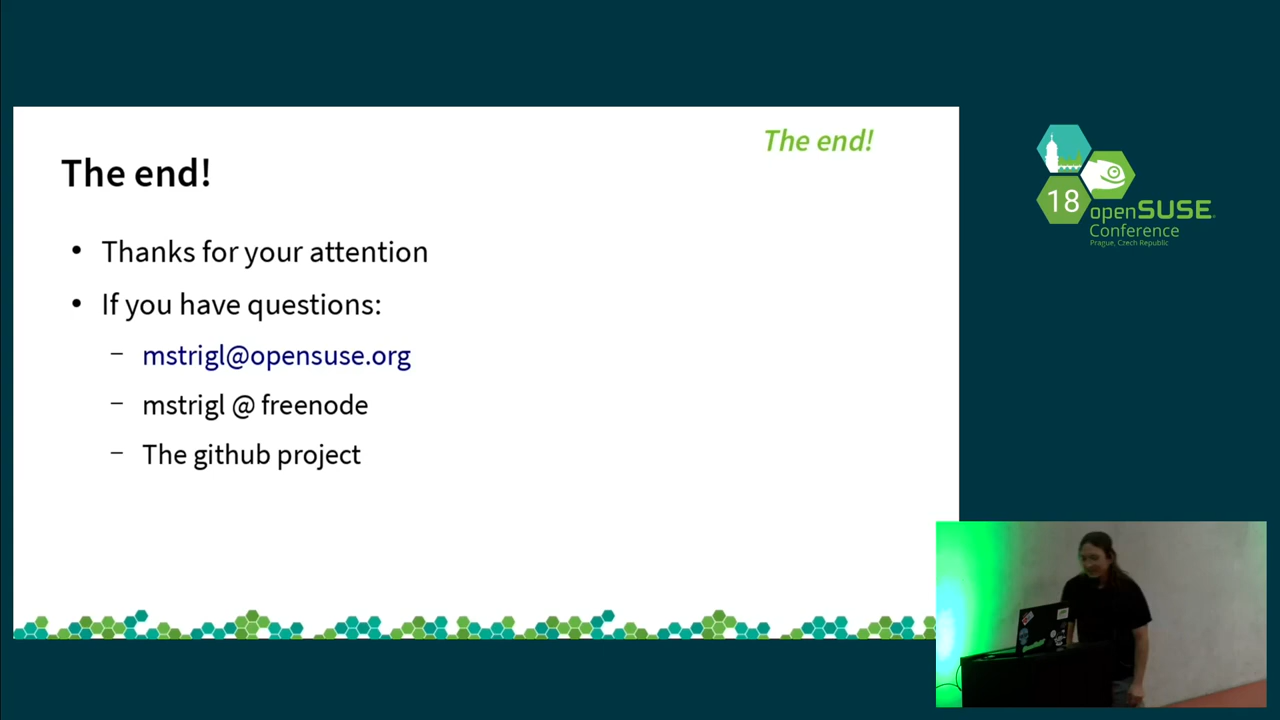 The end!
The end!
• Thanks for your attention
• If you have questions:
– mstrigl@opensuse.org
– mstrigl @ freenode
– The github project
18
openSUSE
Conference
Prague, Czech Republic